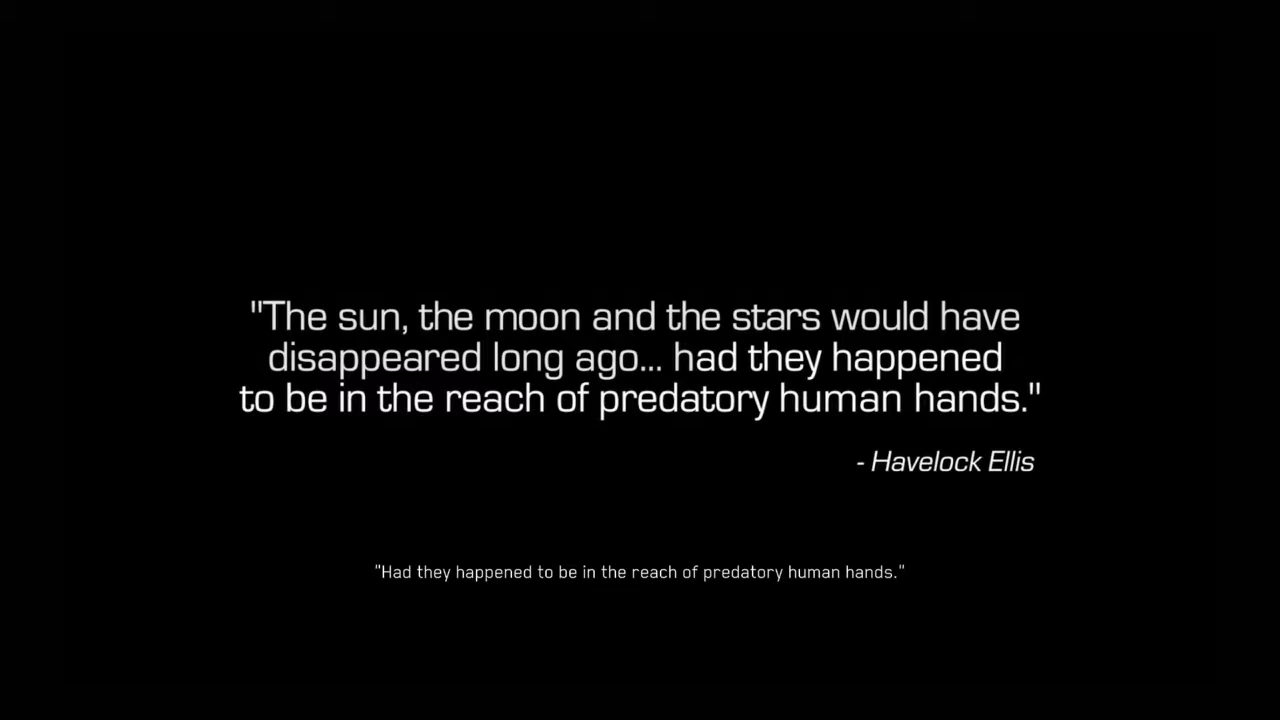 "The sun, the moon and the stars would have
disappeared long ago... had they happened
to be in the reach of predatory human hands."
- Havelock Ellis
"Had they happened to be in the reach of predatory human hands."